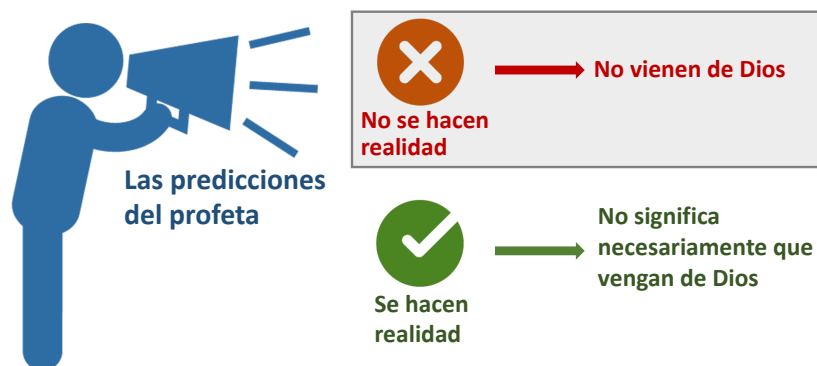 Las predicciones
del profeta
No se hacen
realidad
No vienen de Dios
Se hacen
realidad
No significa
necesariamente que
vengan de Dios